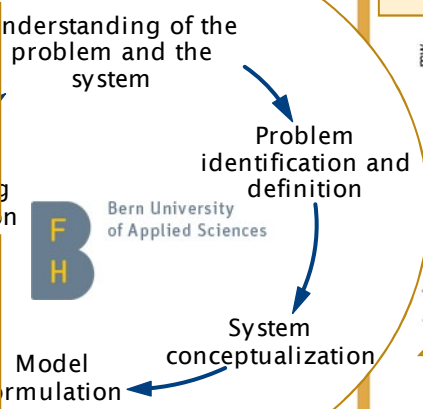 nderstanding of the
problem and the
system
Problem
identification and
definition
g
n
Bern University
of Applied Sciences
B
F
H
System
conceptualization
Model
ormulation